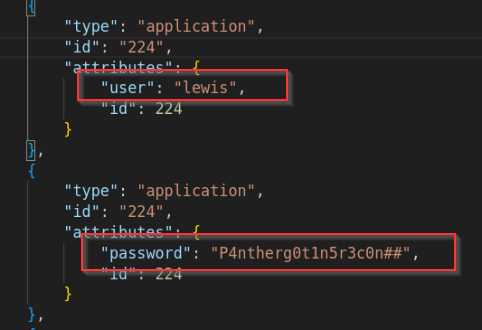 {
"type": "application",
"id": "224",
"attributes": {
"user": "lewis",
"id": 224
}
},
{
"type": "application",
"id": "224",
"attributes": {
"password": "P4ntherg0t1n5r3c0n##",
"id": 224
}
},